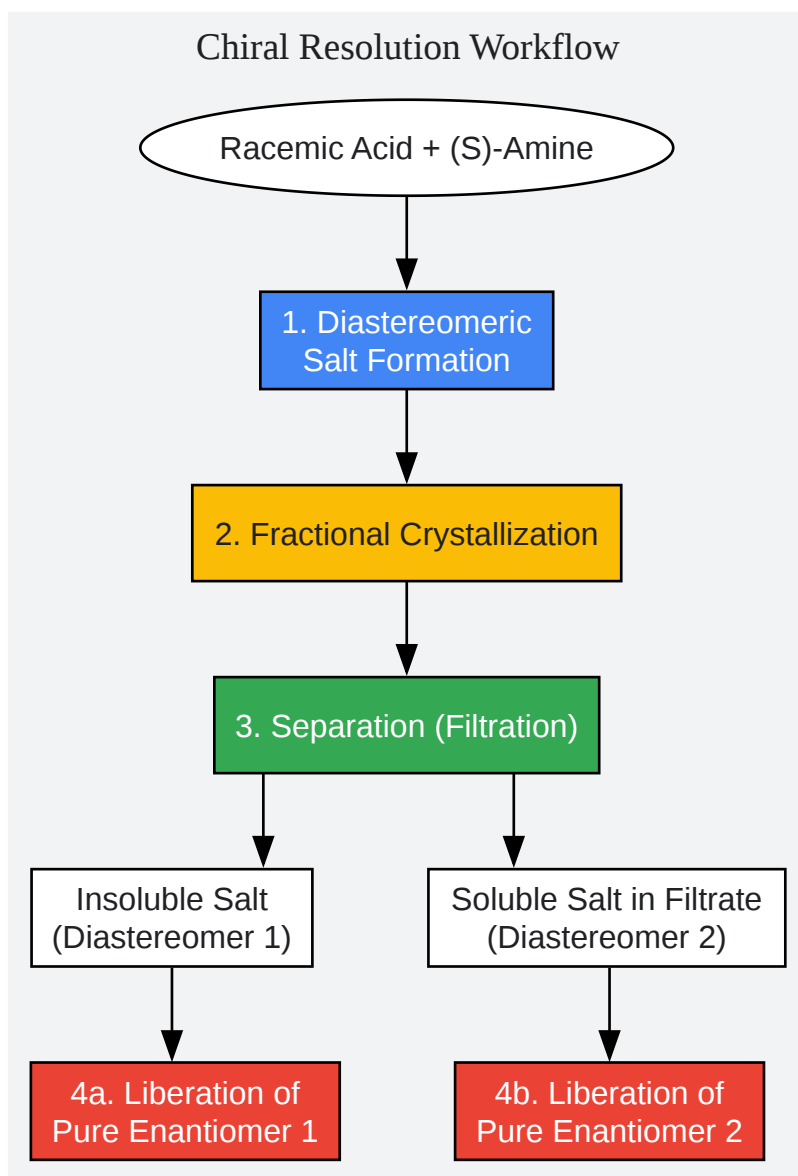 Chiral Resolution Workflow
Racemic Acid + (S)-Amine
1. Diastereomeric
Salt Formation
2. Fractional Crystallization
3. Separation (Filtration)
Insoluble Salt
(Diastereomer 1)
Soluble Salt in Filtrate
(Diastereomer 2)
4a. Liberation of
Pure Enantiomer 1
4b. Liberation of
Pure Enantiomer 2